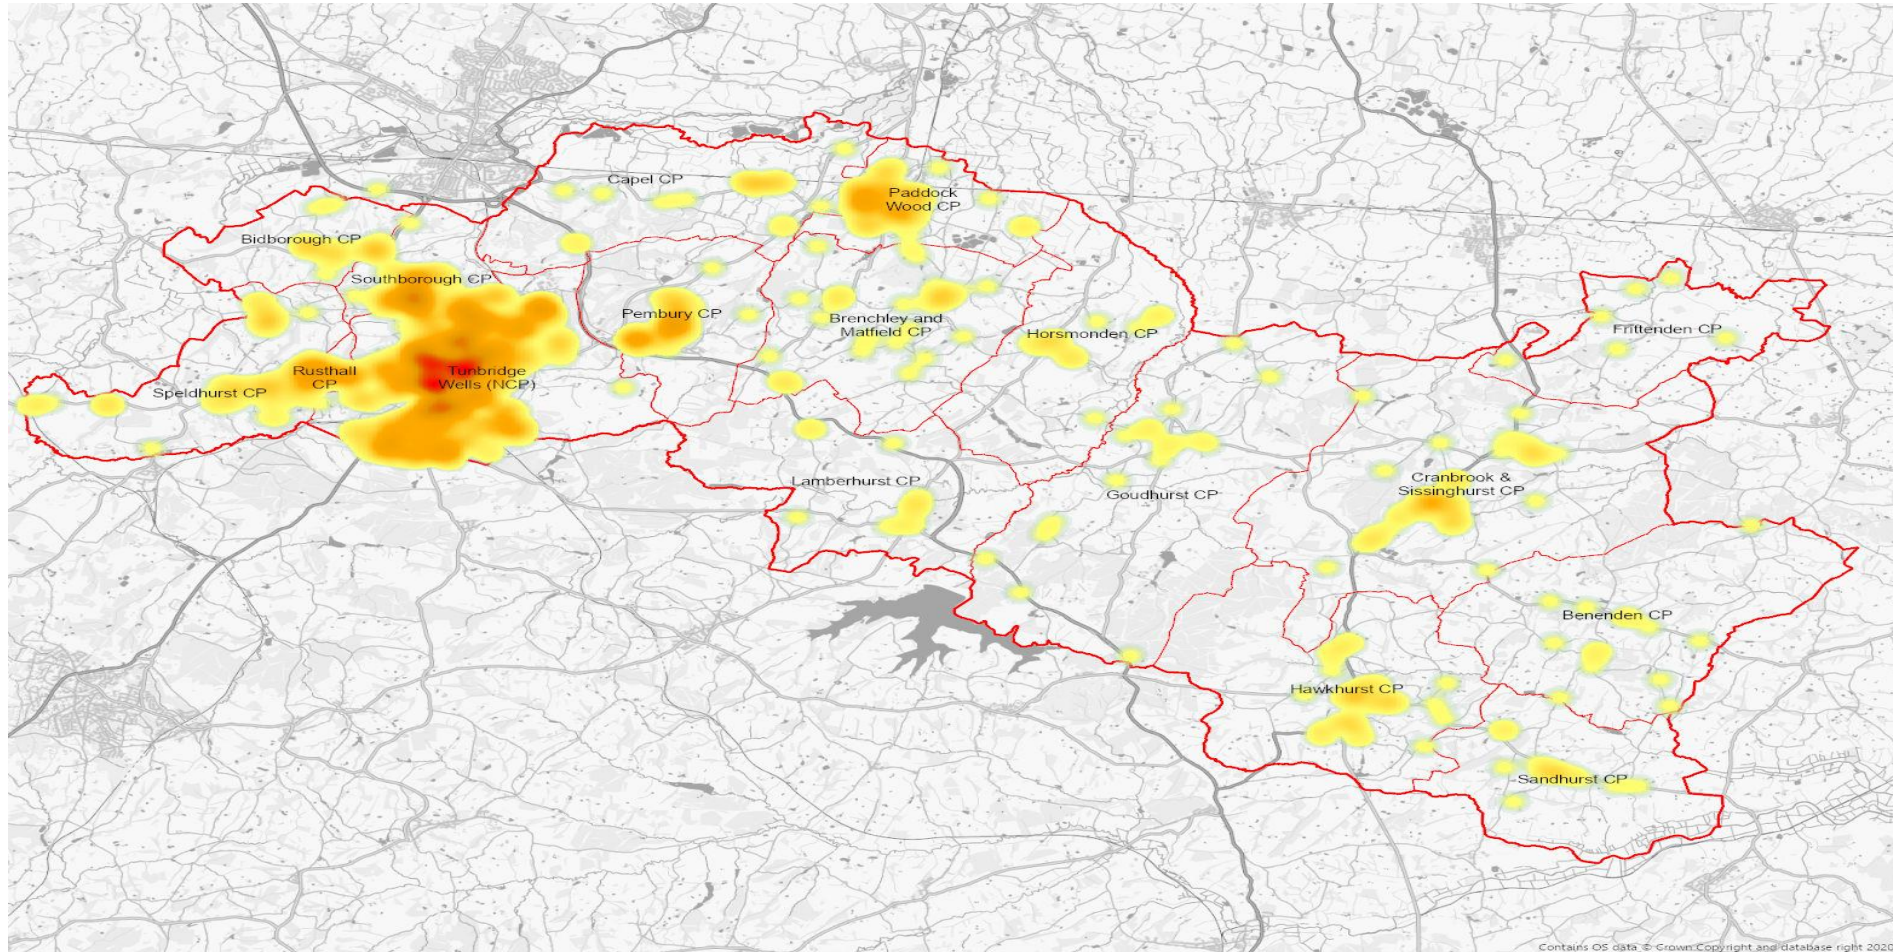 Capel CP
Paddock
Wood CP
Bidborough CP
Southborough CP
Pembury CP
Brenchley and
Matfield CP
Horsmonden CP
Frittenden CP
Rusthall
CP
Tunbridge
Wells (NCP)
Speldhurst CP
Lamberhurst CP
Goudhurst CP
Cranbrook &
Sissinghurst CP
Benenden CP
Hawkhurst CP
Sandhurst CP
Contains OS data © Crown Copyright and database right 2020